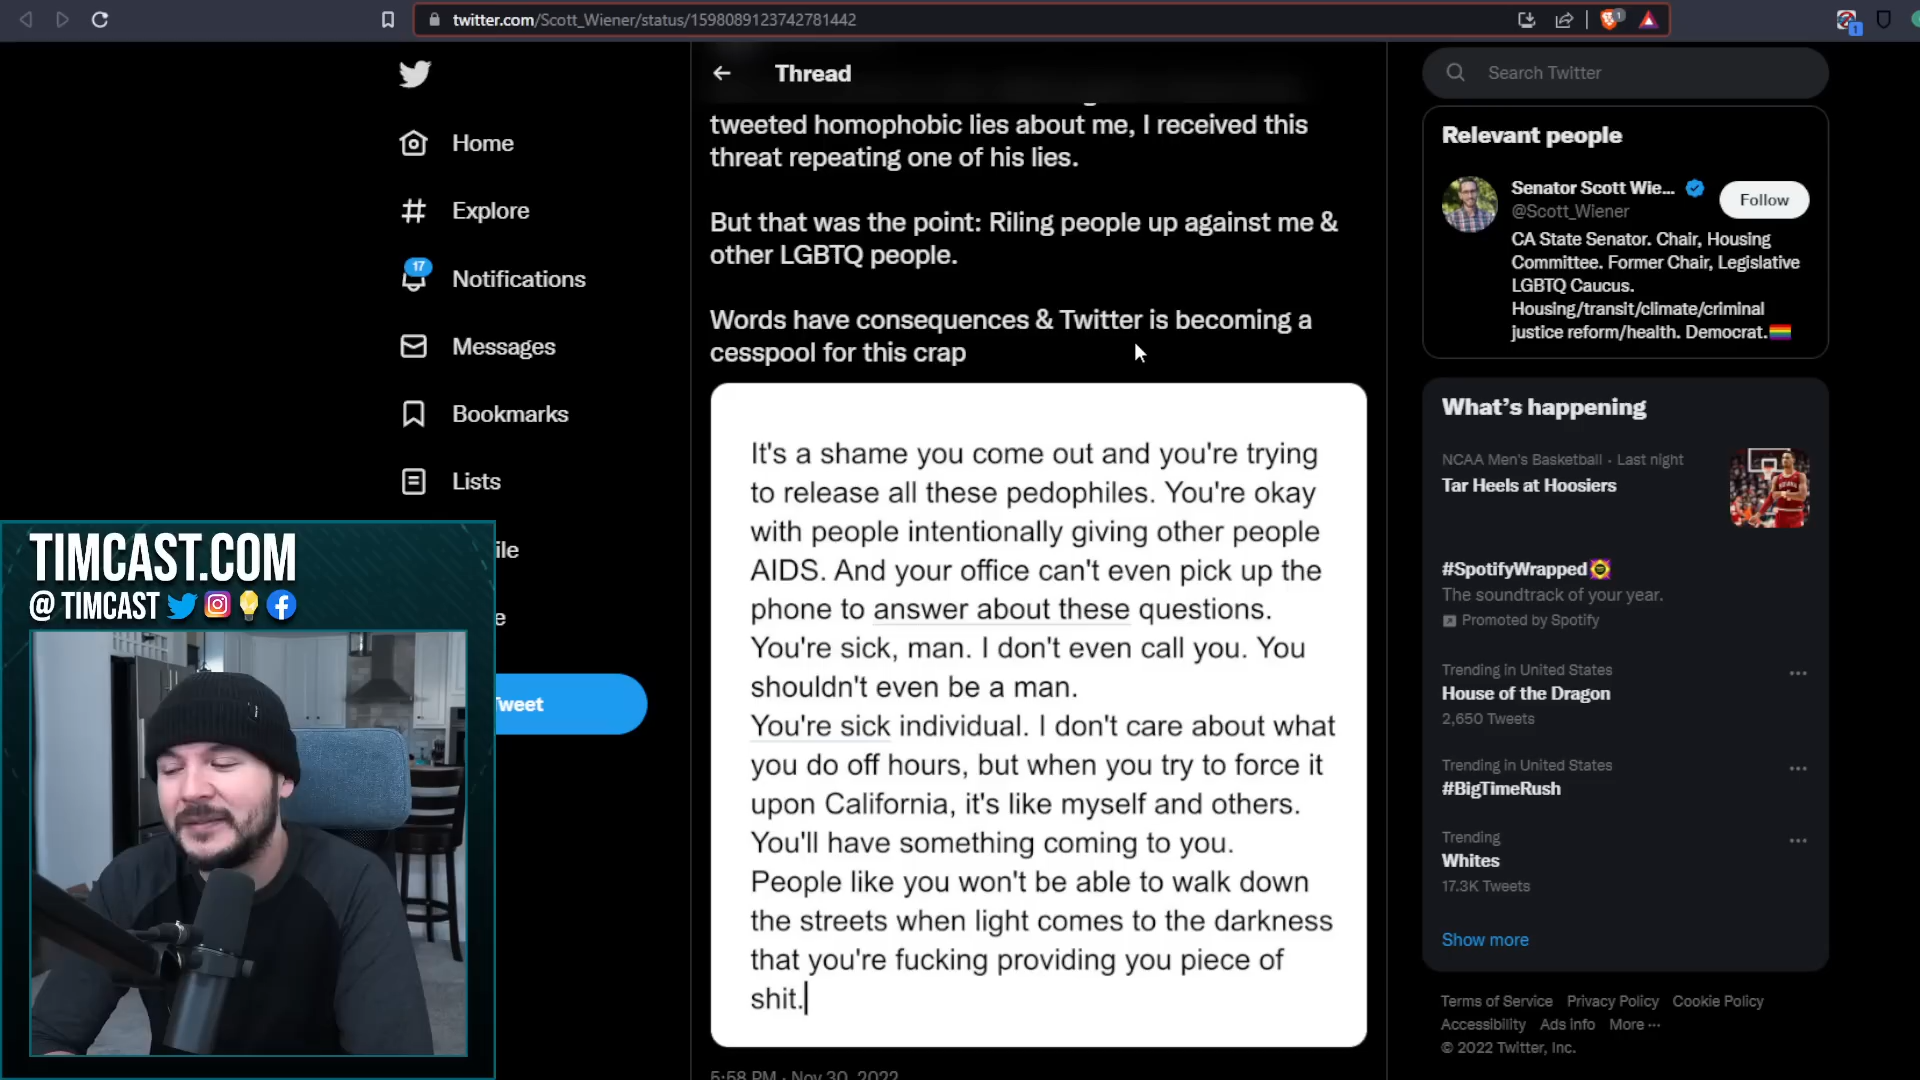 twitter.com/Scott_Wiener/status/1598089123742781442
1
1
Home
Explore
17
Notifications
Messages
Bookmarks
Lists
ile
e
Tweet
TIMCAST.COM
@ TIMCAST
Thread
tweeted homophobic lies about me, I received this
threat repeating one of his lies.
But that was the point: Riling people up against me &
other LGBTQ people.
Words have consequences & Twitter is becoming a
cesspool for this crap
It's a shame you come out and you're trying
to release all these pedophiles. You're okay
with people intentionally giving other people
AIDS. And your office can't even pick up the
phone to answer about these questions.
You're sick, man. I don't even call you. You
shouldn't even be a man.
You're sick individual. I don't care about what
you do off hours, but when you try to force it
upon California, it's like myself and others.
You'll have something coming to you.
People like you won't be able to walk down
the streets when light comes to the darkness
that you're fucking providing you piece of
shit.
5:58 PM · Nov 30, 2022
Search Twitter
Relevant people
Senator Scott Wie...
@Scott_Wiener
Follow
CA State Senator. Chair, Housing
Committee. Former Chair, Legislative
LGBTQ Caucus.
Housing/transit/climate/criminal
justice reform/health. Democrat.
What's happening
NCAA Men's Basketball · Last night
Tar Heels at Hoosiers
#SpotifyWrapped
The soundtrack of your year.
Promoted by Spotify
Trending in United States
House of the Dragon
2,650 Tweets
Trending in United States
#BigTimeRush
Trending
Whites
17.3K Tweets
Show more
Terms of Service Privacy Policy Cookie Policy
Accessibility Ads info More ···
© 2022 Twitter, Inc.